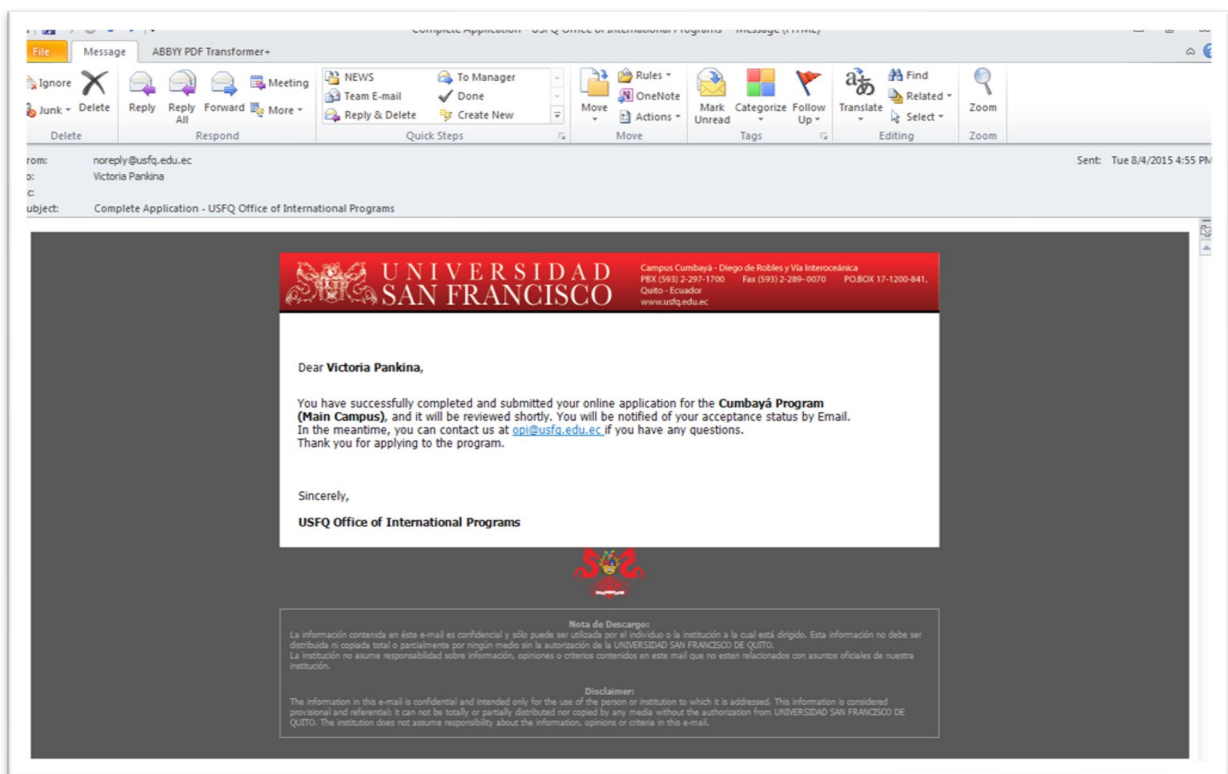 Complete Application - USFQ Office of International Programs - Message (HTML)
File Message ABBYY PDF Transformer+
Ignore
Junk
Delete
Reply
Reply All
Forward
Meeting
More
NEWS
Team E-mail
Reply & Delete
To Manager
Done
Create New
Move
Rules
OneNote
Actions
Mark Unread
Categorize
Follow Up
Translate
Find
Related
Select
Zoom
Delete Respond Quick Steps Move Tags Editing Zoom
rom: noreply@usfq.edu.ec Sent: Tue 8/4/2015 4:55 PM
o: Victoria Pankina
c:
ubject: Complete Application - USFQ Office of International Programs
UNIVERSIDAD
SAN FRANCISCO
Campus Cumbayá - Diego de Robles y Vía Interoceánica
PBX (593) 2-297-1700 Fax (593) 2-289- 0070 PO.BOX 17-1200-841,
Quito - Ecuador
www.usfq.edu.ec
Dear Victoria Pankina,
You have successfully completed and submitted your online application for the Cumbayá Program
(Main Campus), and it will be reviewed shortly. You will be notified of your acceptance status by Email.
In the meantime, you can contact us at opi@usfq.edu.ec if you have any questions.
Thank you for applying to the program.
Sincerely,
USFQ Office of International Programs
Nota de Descargo:
La información contenida en éste e-mail es confidencial y sólo puede ser utilizada por el individuo o la institución a la cual está dirigido. Esta información no debe ser
distribuida ni copiada total o parcialmente por ningún medio sin la autorización de la UNIVERSIDAD SAN FRANCISCO DE QUITO.
La institución no asume responsabilidad sobre información, opiniones o criterios contenidos en este mail que no esten relacionados con asuntos oficiales de nuestra
institución.
Disclaimer:
The information in this e-mail is confidential and intended only for the use of the person or institution to which it is addressed. This information is considered
provisional and referential; it can not be totally or partially distributed nor copied by any media without the authorization from UNIVERSIDAD SAN FRANCISCO DE
QUITO. The institution does not assume responsibility about the information, opinions or criteria in this e-mail.